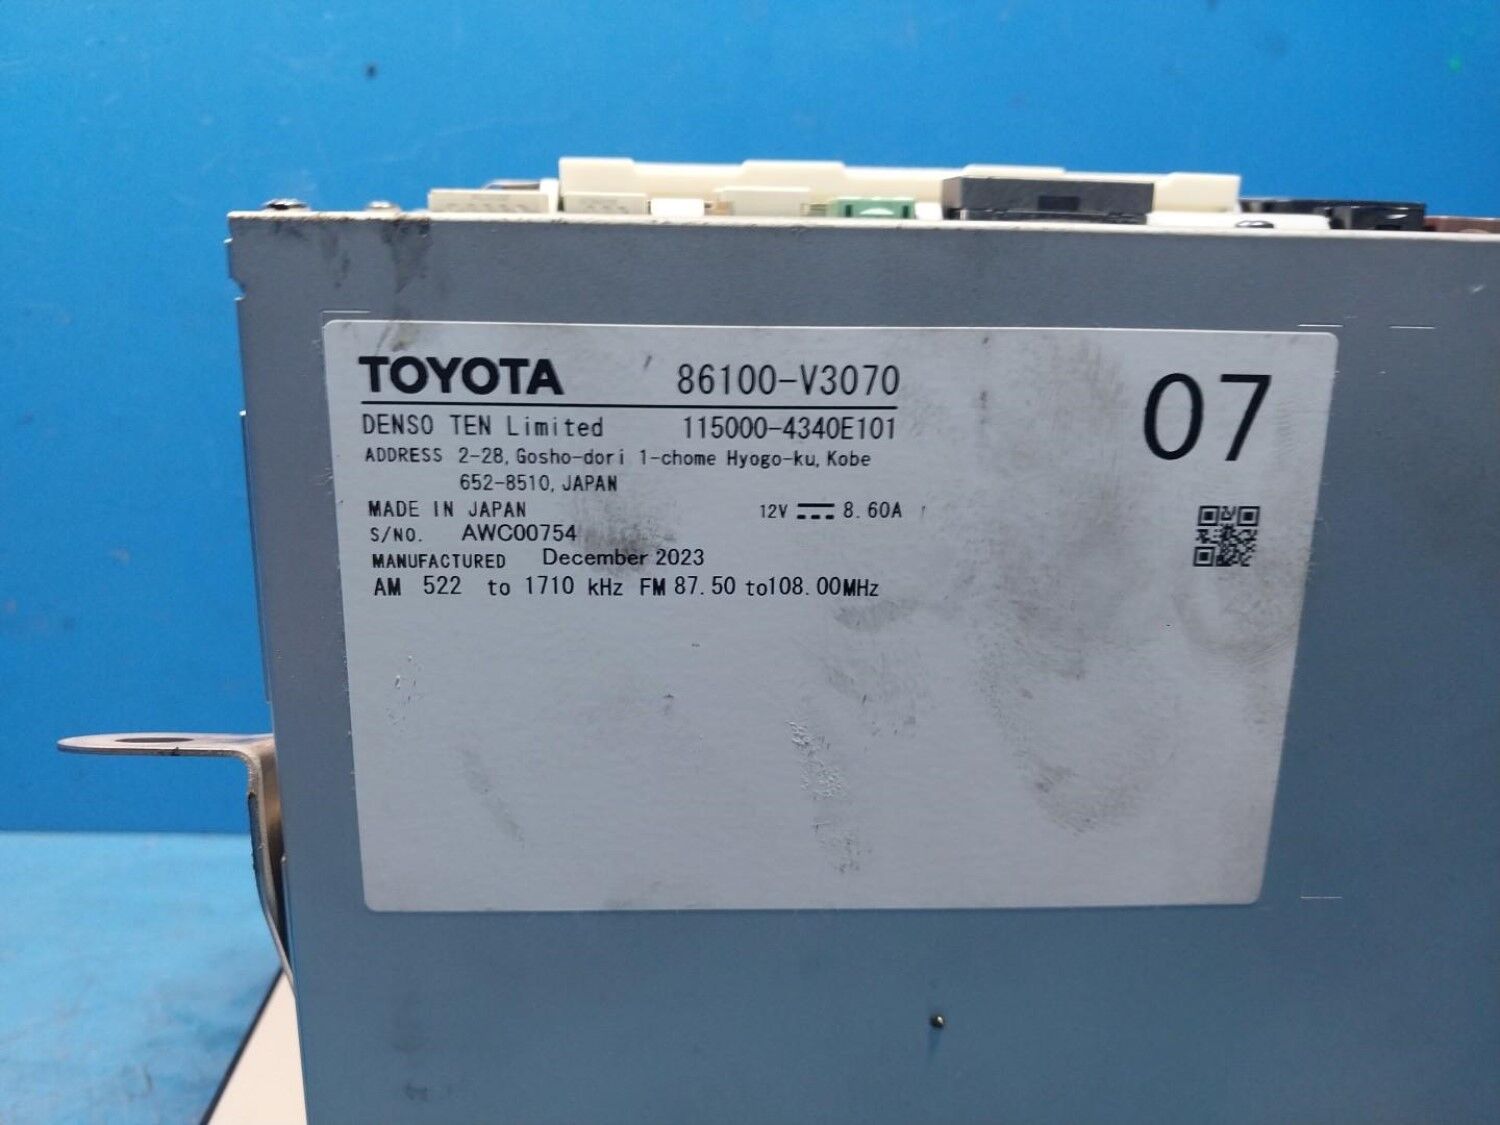 TOYOTA 86100-V3070
07
DENSO TEN Limited 115000-4340E101
ADDRESS 2-28, Gosho-dori 1-chome Hyogo-ku, Kobe
652-8510, JAPAN
MADE IN JAPAN 12V 8.60A
S/NO. AWC00754
MANUFACTURED December 2023
AM 522 to 1710 kHz FM 87.50 to108.00MHz